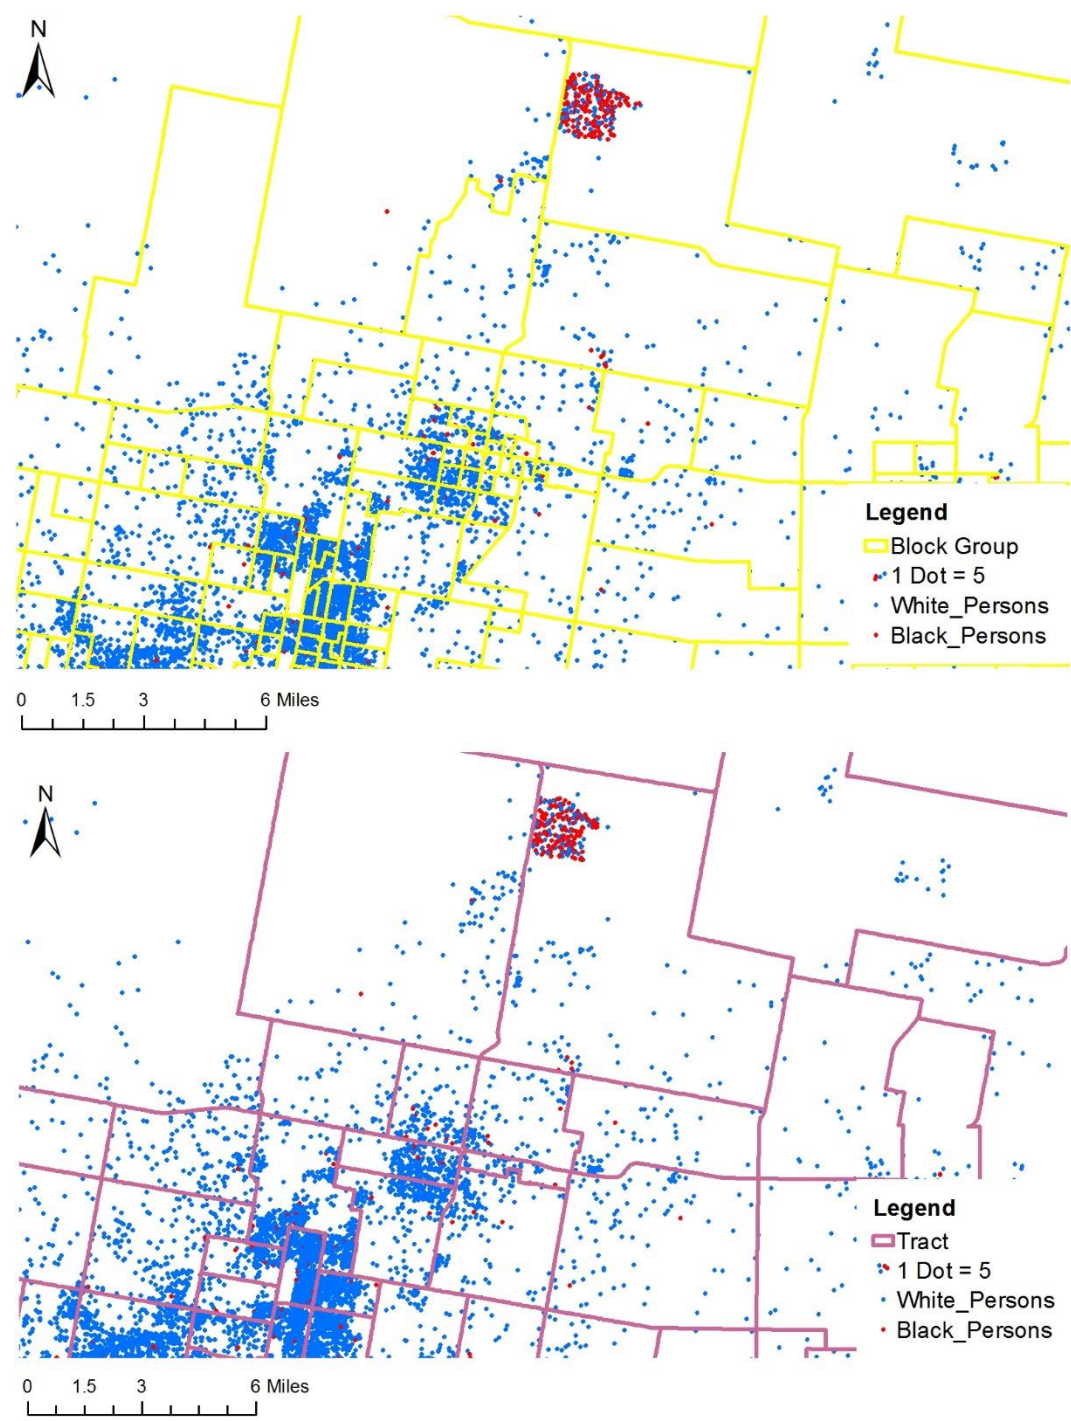 N
Legend
Block Group
1 Dot = 5
White_Persons
Black_Persons
0 1.5 3 6 Miles
N
Legend
Tract
1 Dot = 5
White_Persons
Black_Persons
0 1.5 3 6 Miles